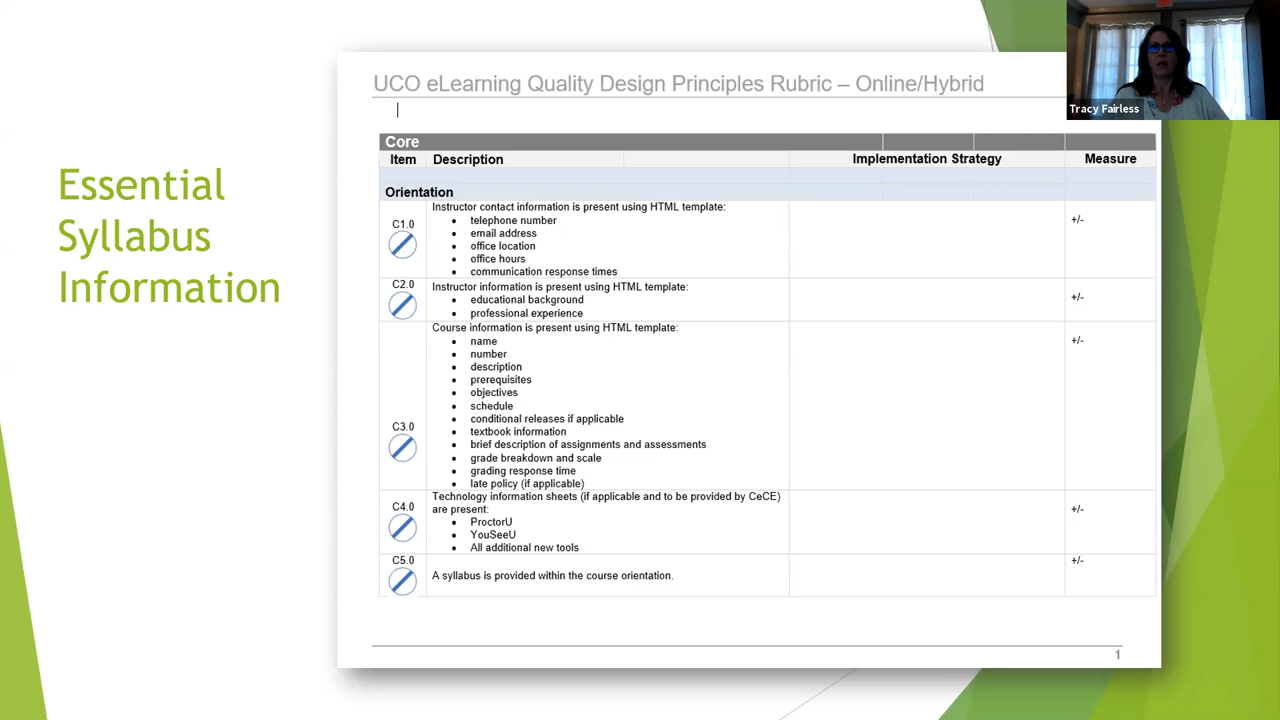 Essential
Syllabus
Information
UCO eLearning Quality Design Principles Rubric – Online/Hybrid
Tracy Fairless
Core
Item Description Implementation Strategy Measure
Orientation
C1.0 Instructor contact information is present using HTML template: +/-
• telephone number
• email address
• office location
• office hours
• communication response times
C2.0 Instructor information is present using HTML template: +/-
• educational background
• professional experience
C3.0 Course information is present using HTML template: +/-
• name
• number
• description
• prerequisites
• objectives
• schedule
• conditional releases if applicable
• textbook information
• brief description of assignments and assessments
• grade breakdown and scale
• grading response time
• late policy (if applicable)
C4.0 Technology information sheets (if applicable and to be provided by CeCE) +/-
are present:
• ProctorU
• YouSeeU
• All additional new tools
C5.0 A syllabus is provided within the course orientation. +/-
1